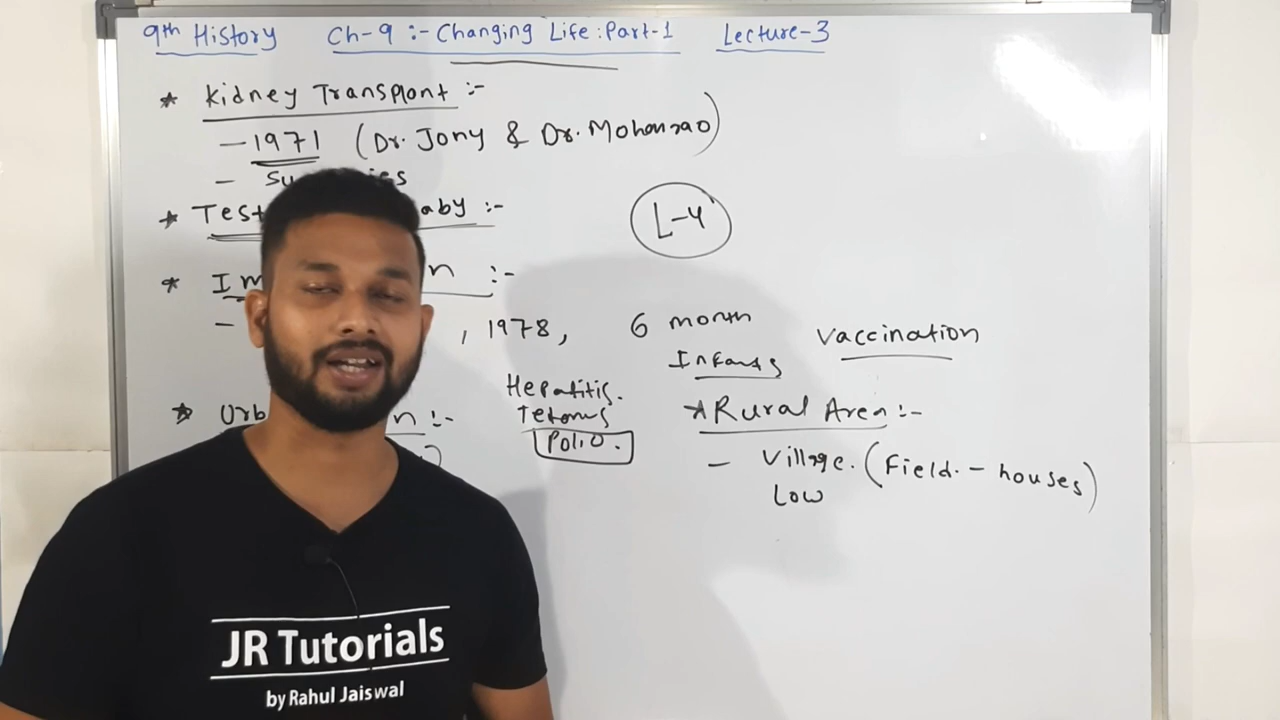 9th History Ch-9 :- Changing Life : Part-1 Lecture-3
* Kidney Transplant :-
- 1971 (Dr. Jony & Dr. Mohanrao)
-
* Test aby :-
L-4
* Im n :-
- , 1978, 6 month
Infants
Vaccination
Hepatitis.
Tetanus
Polio.
* Urb n :-
* Rural Area :-
- Village. (Field. - houses)
Low
JR Tutorials
by Rahul Jaiswal